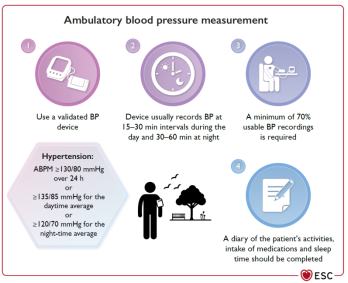 Ambulatory blood pressure measurement
1
Use a validated BP
device
2
Device usually records BP at
15–30 min intervals during the
day and 30–60 min at night
3
A minimum of 70%
usable BP recordings
is required
Hypertension:
ABPM ≥130/80 mmHg
over 24 h
or
≥135/85 mmHg for the
daytime average
or
≥120/70 mmHg for the
night-time average
4
A diary of the patient's activities,
intake of medications and sleep
time should be completed
ESC